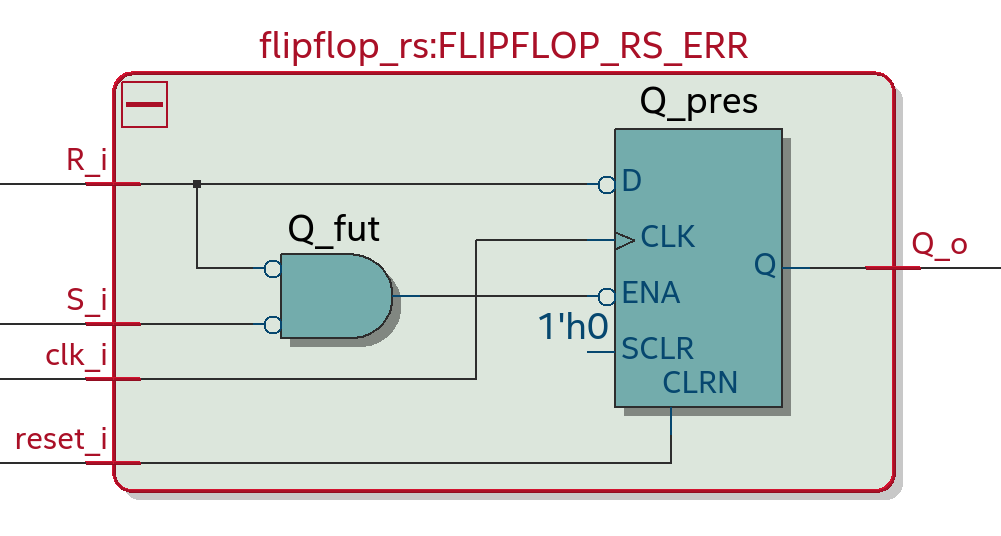 flipflop_rs:FLIPFLOP_RS_ERR
Q_pres
R_i
D
Q_fut
CLK
Q_o
Q
S_i
ENA
1'h0
clk_i
SCLR
CLRN
reset_i